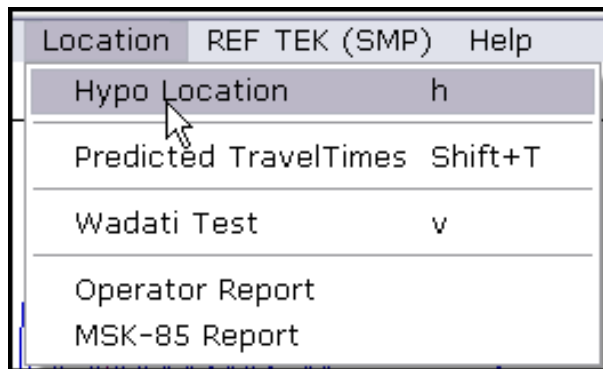 Location REF TEK (SMP) Help
Hypo Location h
Predicted TravelTimes Shift+T
Wadati Test v
Operator Report
MSK-85 Report